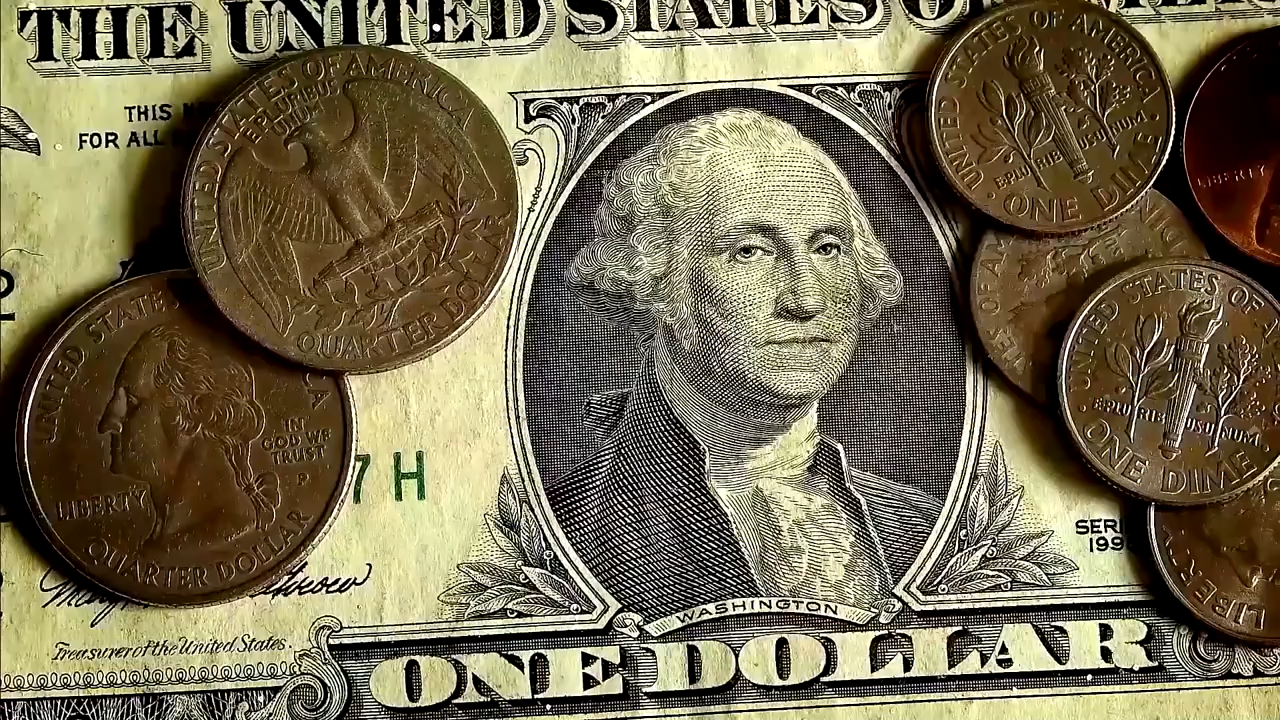 THE UNITED STATES O
THIS
FOR ALL
UNITED STATES OF AMERICA
E PLURIBUS
UNUM
QUARTER DOLLAR
UNITED STATE
IN
GOD WE
TRUST
P
LIBERTY
QUARTER DOLLAR
7 H
Treasurer of the United States.
WASHINGTON
ONE DOLLAR
SERI
199
UNITED STATES OF AMERICA
E PLURIBUS UNUM
ONE DIME
LIBERTY
UNITED STATES OF
E PLURIBUS UNUM
ONE DIME
LIBER